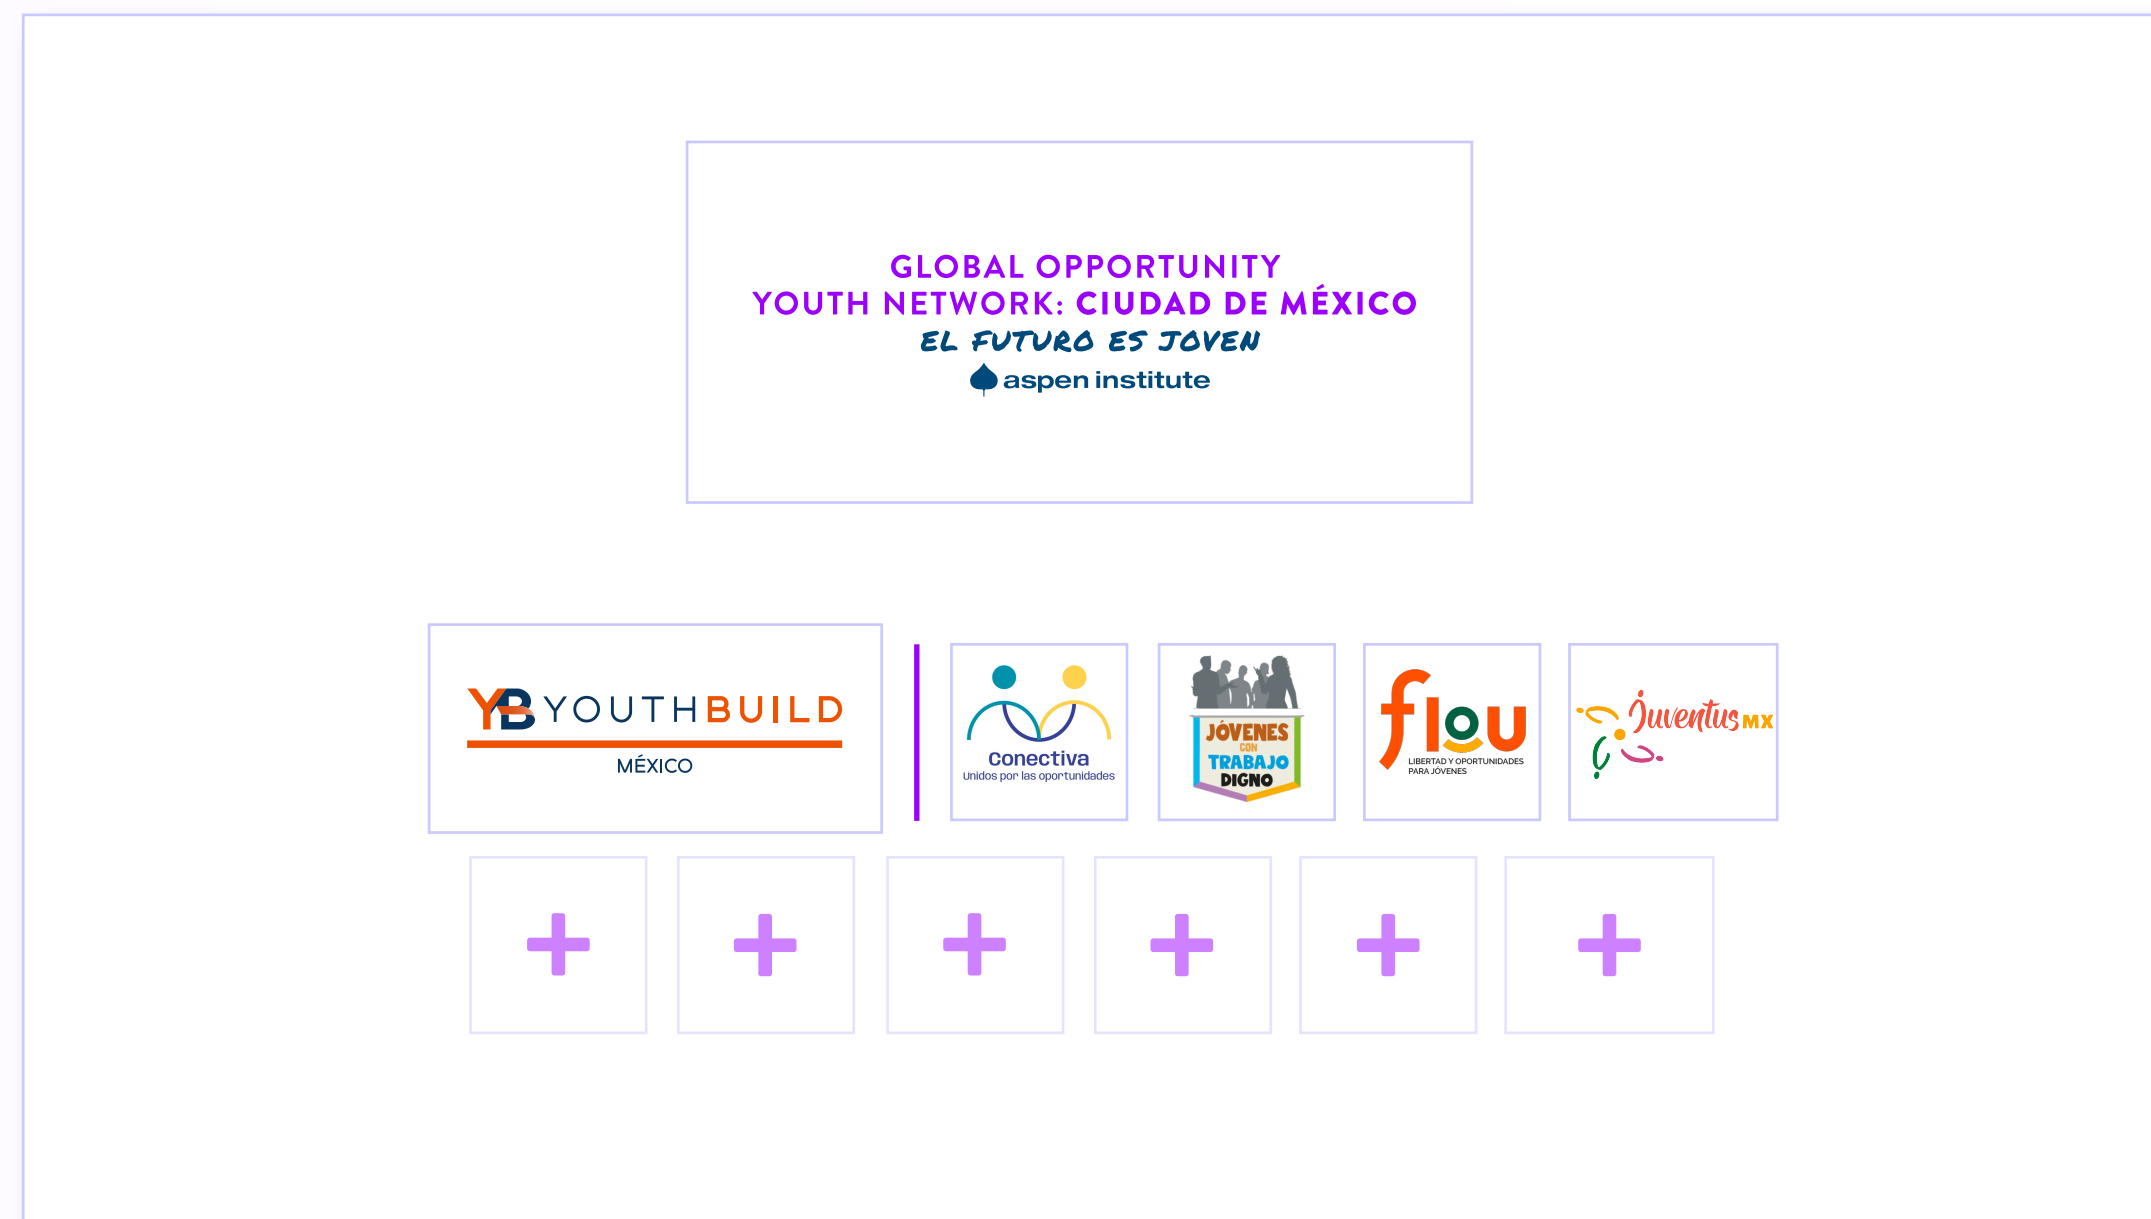 GLOBAL OPPORTUNITY
YOUTH NETWORK: CIUDAD DE MÉXICO
EL FUTURO ES JOVEN
aspen institute
YB YOUTHBUILD
MÉXICO
Conectiva
Unidos por las oportunidades
JÓVENES
CON
TRABAJO
DIGNO
flou
LIBERTAD Y OPORTUNIDADES
PARA JÓVENES
Juventus MX